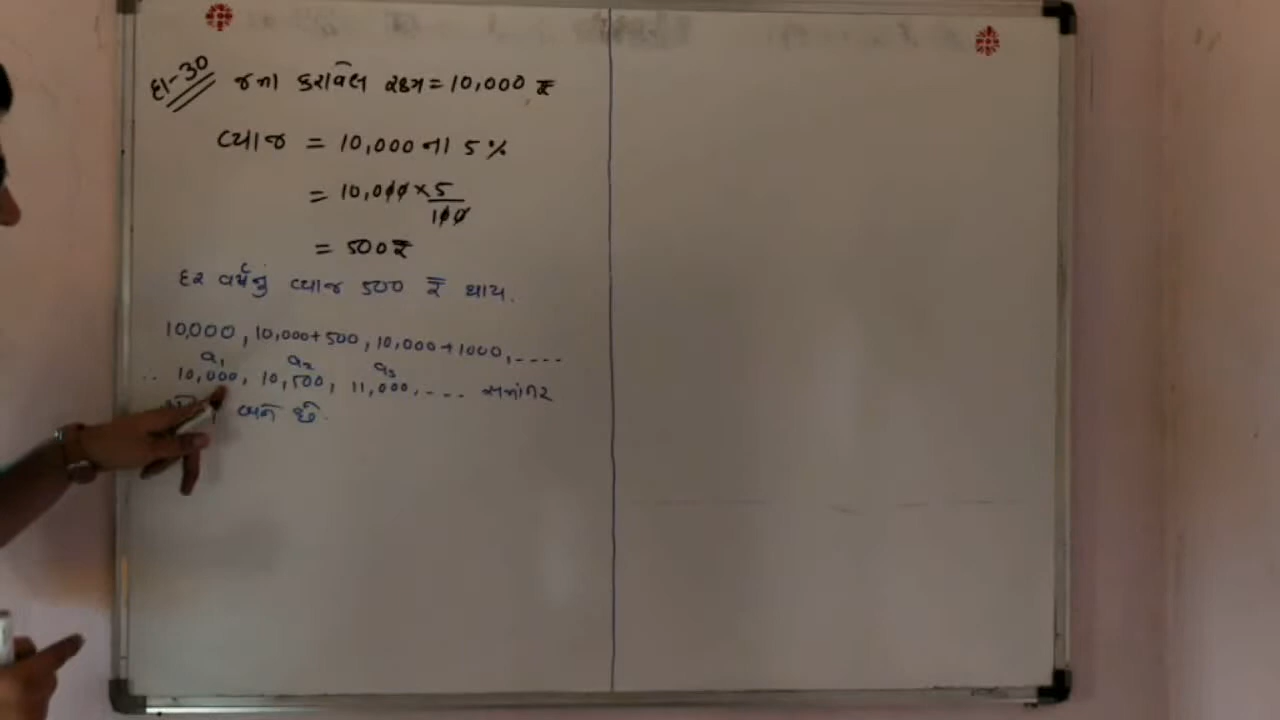 દા-30 જમા કરાવેલ રકમ = 10,000 ₹
વ્યાજ = 10,000 ના 5 %
= 10,000 × 5/100
= 500 ₹
દર વર્ષનું વ્યાજ 500 ₹ થાય.
10,000, 10,000+500, 10,000+1000, ....
a₁ a₂ a₃
∴ 10,000, 10,500, 11,000, .... સમાંતર
બને છે.